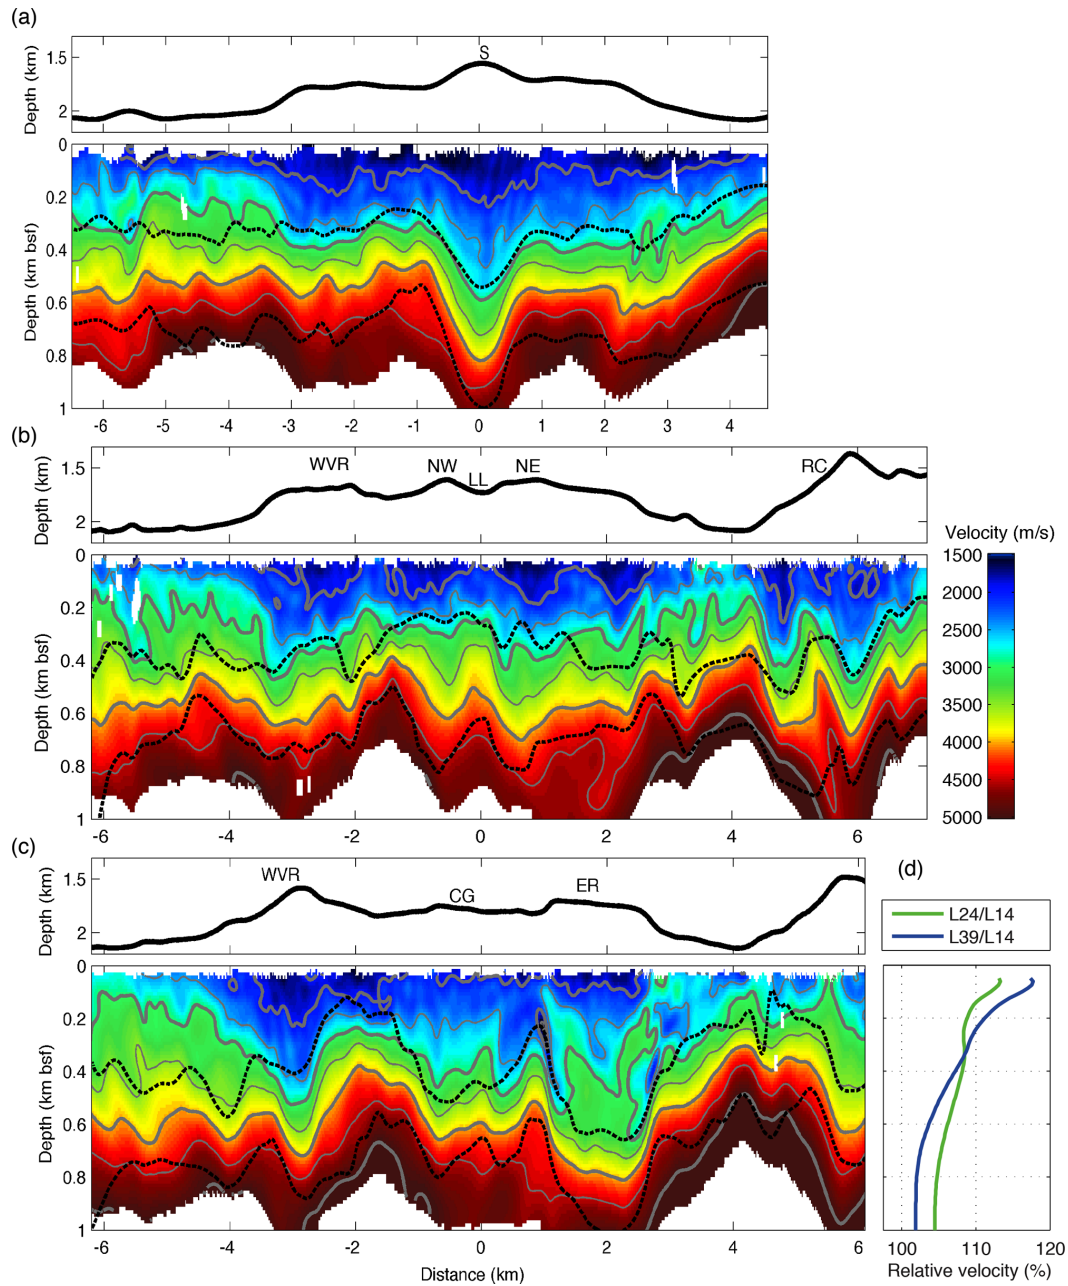 (a)
Depth (km)
1.5
2
S
Depth (km bsf)
0
0.2
0.4
0.6
0.8
1
-6 -5 -4 -3 -2 -1 0 1 2 3 4
(b)
Depth (km)
1.5
2
WVR NW LL NE RC
Depth (km bsf)
0
0.2
0.4
0.6
0.8
1
-6 -4 -2 0 2 4 6
Velocity (m/s)
1500
2000
2500
3000
3500
4000
4500
5000
(c)
Depth (km)
1.5
2
WVR CG ER
Depth (km bsf)
0
0.2
0.4
0.6
0.8
1
-6 -4 -2 0 2 4 6
Distance (km)
(d)
L24/L14
L39/L14
100 110 120
Relative velocity (%)